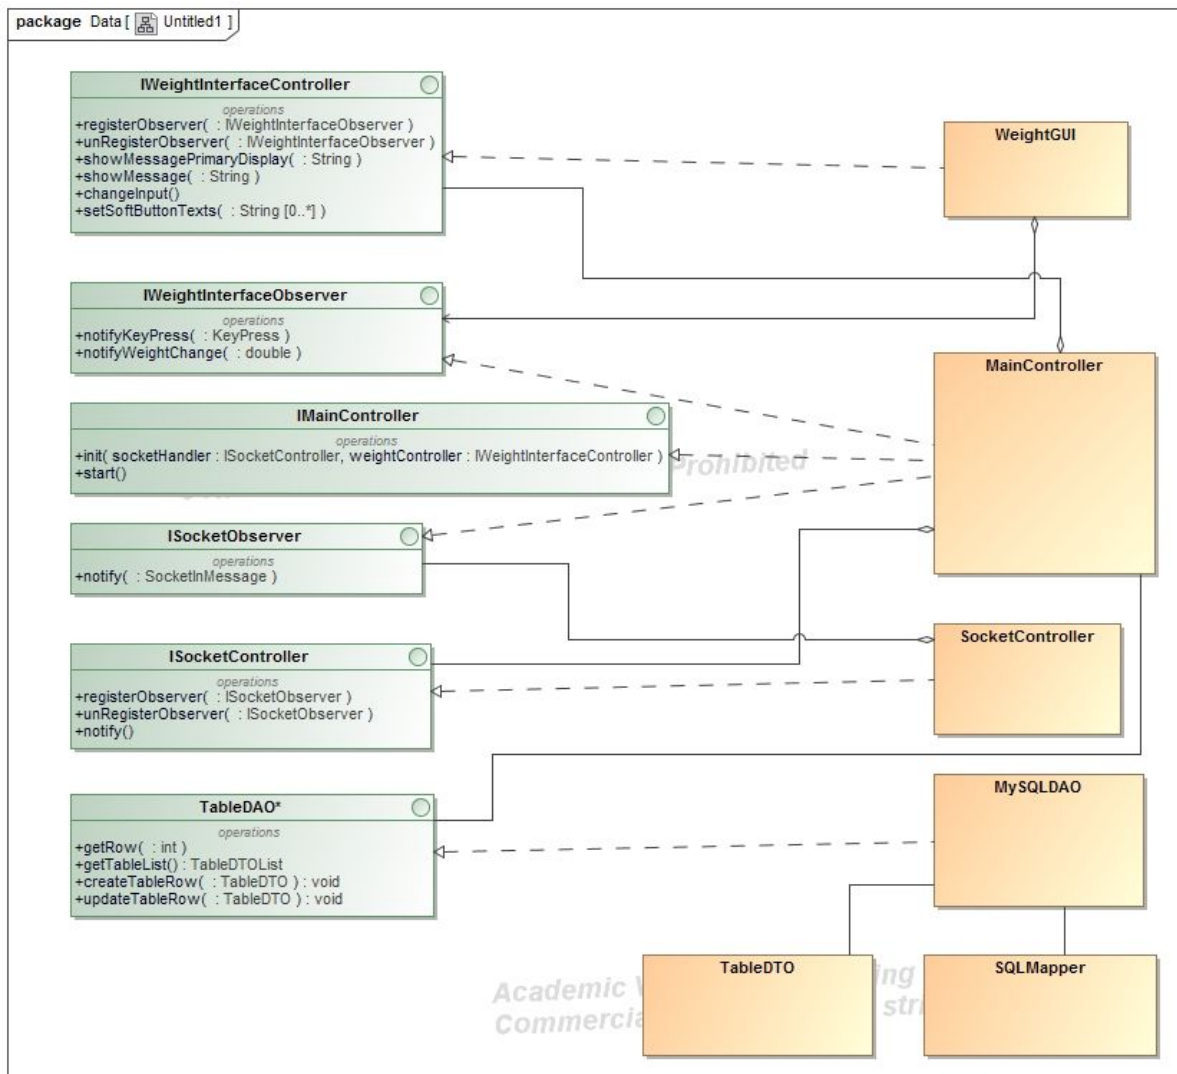 package Data [ Untitled1 ]
IWeightInterfaceController
operations
+registerObserver( : IWeightInterfaceObserver )
+unRegisterObserver( : IWeightInterfaceObserver )
+showMessagePrimaryDisplay( : String )
+showMessage( : String )
+changeInput()
+setSoftButtonTexts( : String [0..*] )
WeightGUI
IWeightInterfaceObserver
operations
+notifyKeyPress( : KeyPress )
+notifyWeightChange( : double )
MainController
IMainController
operations
+init( socketHandler : ISocketController, weightController : IWeightInterfaceController )
+start()
Prohibited
ISocketObserver
operations
+notify( : SocketInMessage )
SocketController
ISocketController
operations
+registerObserver( : ISocketObserver )
+unRegisterObserver( : ISocketObserver )
+notify()
MySQLDAO
TableDAO*
operations
+getRow( : int )
+getTableList() : TableDTOList
+createTableRow( : TableDTO ) : void
+updateTableRow( : TableDTO ) : void
TableDTO
SQLMapper
Academic